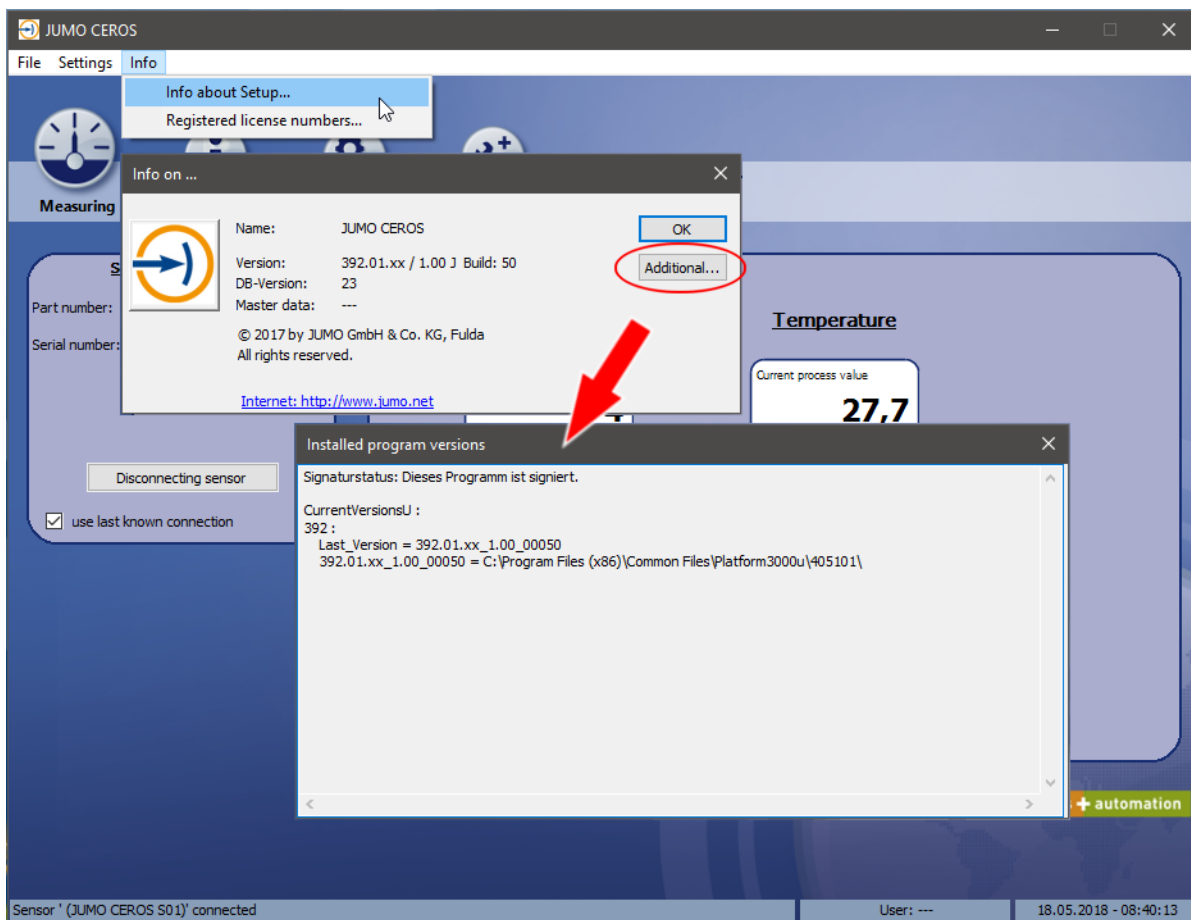 JUMO CEROS
File Settings Info
Info about Setup...
Registered license numbers...
Measuring
Info on ...
Name: JUMO CEROS
Version: 392.01.xx / 1.00 J Build: 50
DB-Version: 23
Master data: ---
© 2017 by JUMO GmbH & Co. KG, Fulda
All rights reserved.
Internet: http://www.jumo.net
OK
Additional...
S
Part number:
Serial number:
Disconnecting sensor
use last known connection
Temperature
Current process value
27,7
Installed program versions
Signaturstatus: Dieses Programm ist signiert.
CurrentVersionsU :
392 :
Last_Version = 392.01.xx_1.00_00050
392.01.xx_1.00_00050 = C:\Program Files (x86)\Common Files\Platform3000u\405101\
+ automation
Sensor ' (JUMO CEROS S01)' connected
User: ---
18.05.2018 - 08:40:13